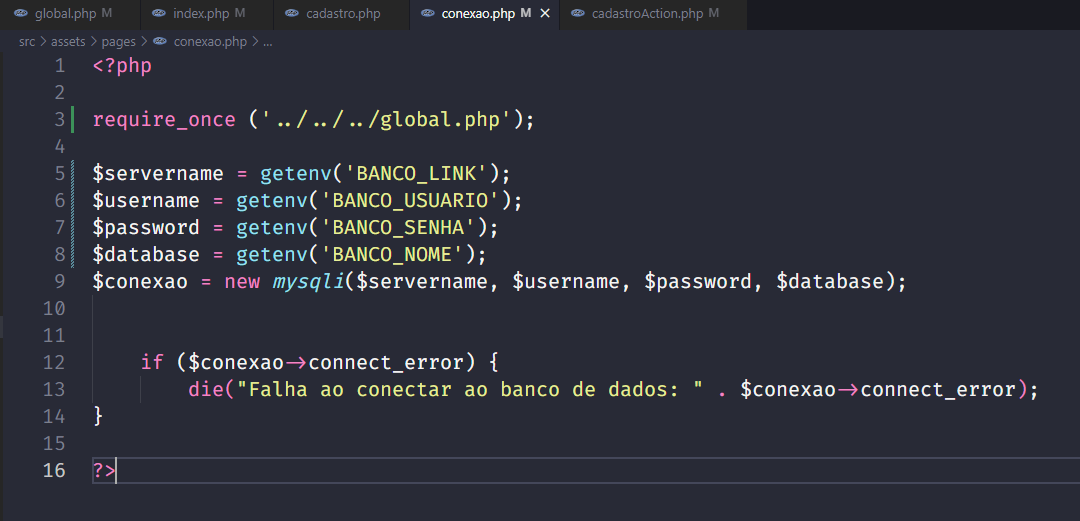 global.php M index.php M cadastro.php conexao.php M × cadastroAction.php M
src > assets > pages > conexao.php > ...
1 <?php
2
3 require_once ('../../../global.php');
4
5 $servername = getenv('BANCO_LINK');
6 $username = getenv('BANCO_USUARIO');
7 $password = getenv('BANCO_SENHA');
8 $database = getenv('BANCO_NOME');
9 $conexao = new mysqli($servername, $username, $password, $database);
10
11
12 if ($conexao->connect_error) {
13 die("Falha ao conectar ao banco de dados: " . $conexao->connect_error);
14 }
15
16 ?>